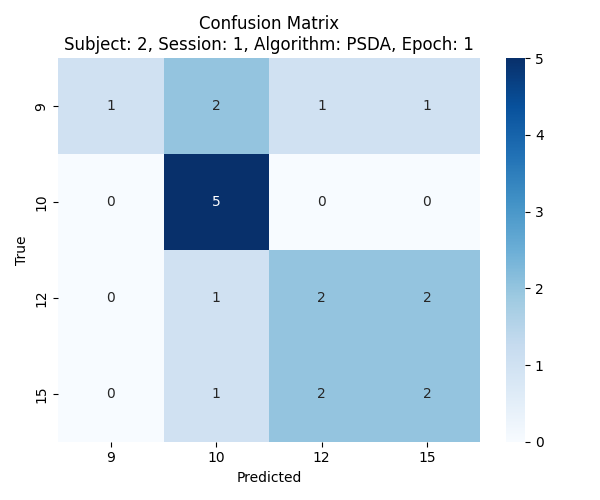 Confusion Matrix
Subject: 2, Session: 1, Algorithm: PSDA, Epoch: 1
9 1 2 1 1
10 0 5 0 0
12 0 1 2 2
15 0 1 2 2
True
9 10 12 15
Predicted
5
4
3
2
1
0